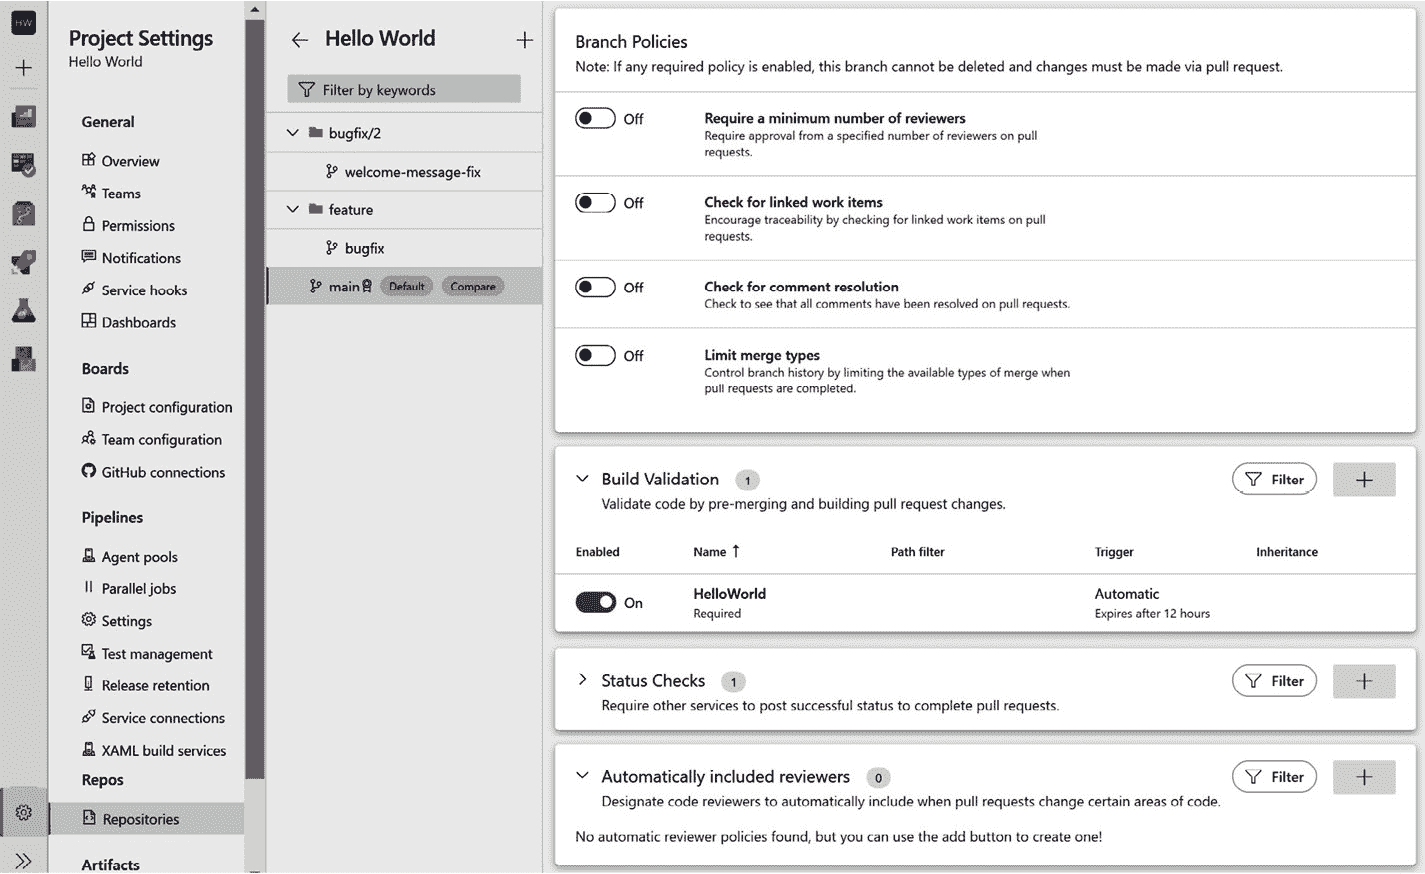 HW
Project Settings
Hello World
General
Overview
Teams
Permissions
Notifications
Service hooks
Dashboards
Boards
Project configuration
Team configuration
GitHub connections
Pipelines
Agent pools
Parallel jobs
Settings
Test management
Release retention
Service connections
XAML build services
Repos
Repositories
Artifacts
Hello World
Filter by keywords
bugfix/2
welcome-message-fix
feature
bugfix
main Default Compare
Branch Policies
Note: If any required policy is enabled, this branch cannot be deleted and changes must be made via pull request.
Off Require a minimum number of reviewers
Require approval from a specified number of reviewers on pull
requests.
Off Check for linked work items
Encourage traceability by checking for linked work items on pull
requests.
Off Check for comment resolution
Check to see that all comments have been resolved on pull requests.
Off Limit merge types
Control branch history by limiting the available types of merge when
pull requests are completed.
Build Validation 1 Filter
Validate code by pre-merging and building pull request changes.
Enabled Name ↑ Path filter Trigger Inheritance
On HelloWorld Automatic
Required Expires after 12 hours
Status Checks 1 Filter
Require other services to post successful status to complete pull requests.
Automatically included reviewers 0 Filter
Designate code reviewers to automatically include when pull requests change certain areas of code.
No automatic reviewer policies found, but you can use the add button to create one!